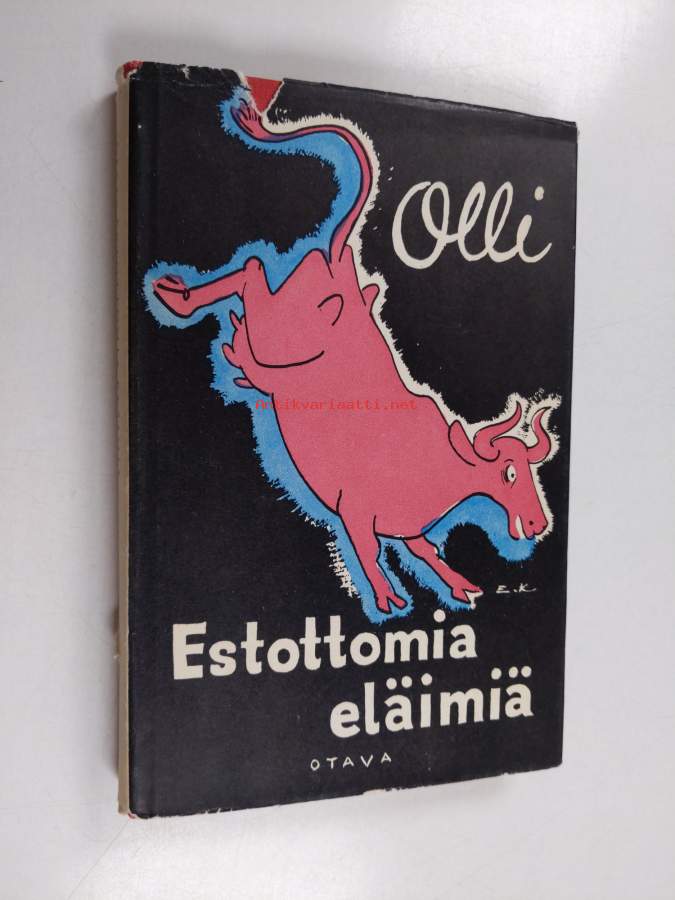 Olli
Antikvariaatti.net
E.K
Estottomia
eläimiä
OTAVA